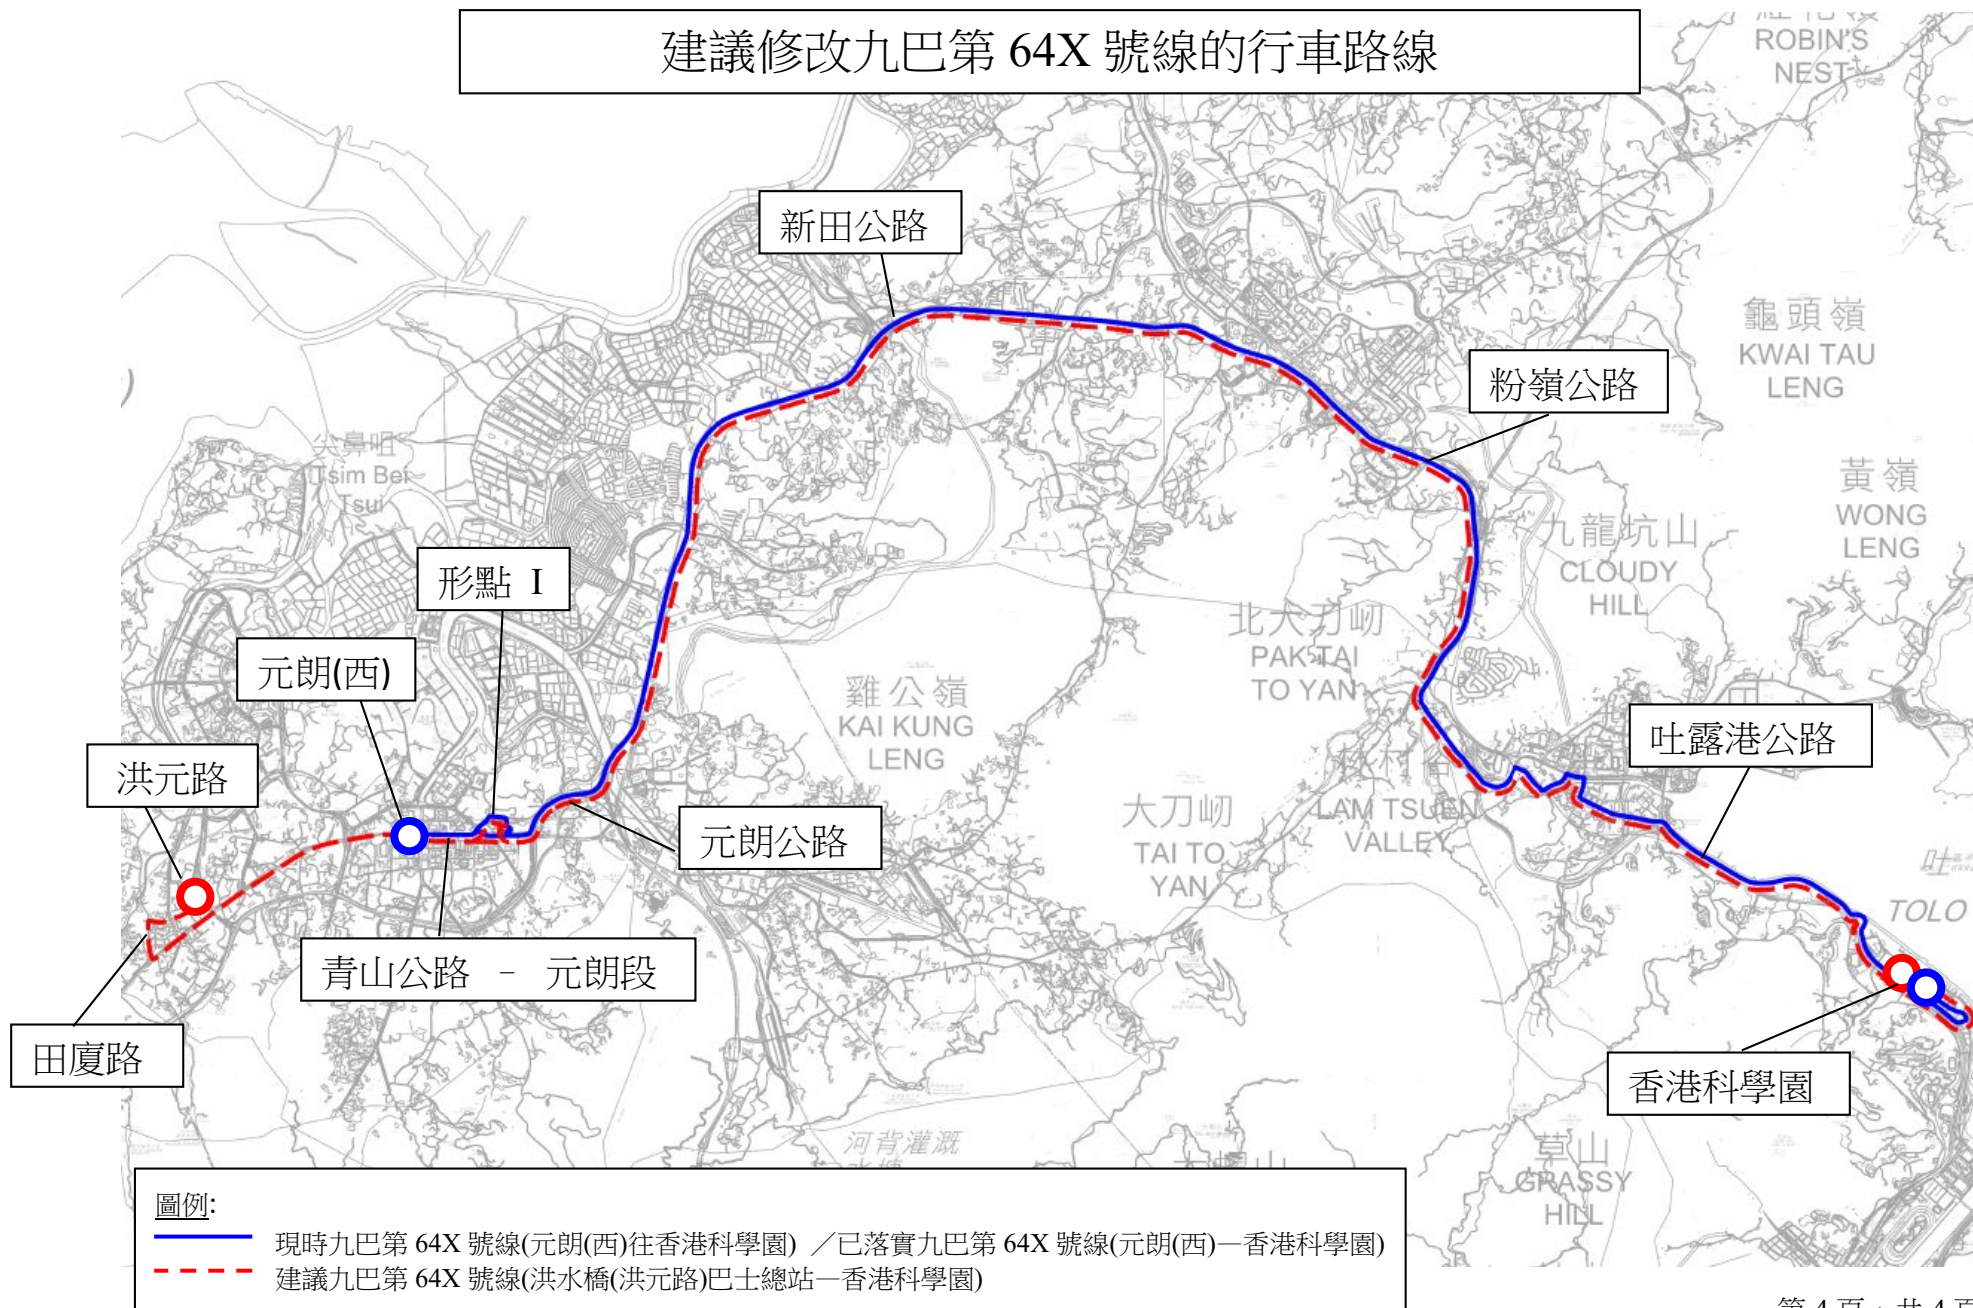 建議修改九巴第 64X 號線的行車路線
ROBIN'S
NEST
新田公路
龜頭嶺
KWAI TAU
LENG
粉嶺公路
尖鼻咀
Tsim Bei
Tsui
黃嶺
WONG
LENG
九龍坑山
CLOUDY
HILL
形點 I
北大刀屻
PAK TAI
TO YAN
元朗(西)
雞公嶺
KAI KUNG
LENG
吐露港公路
洪元路
大刀屻
TAI TO
YAN
LAM TSUEN
VALLEY
元朗公路
吐
TOLO
青山公路 - 元朗段
田廈路
香港科學園
河背灌溉
草山
GRASSY
HILL
圖例:
現時九巴第 64X 號線(元朗(西)往香港科學園) ／已落實九巴第 64X 號線(元朗(西)—香港科學園)
建議九巴第 64X 號線(洪水橋(洪元路)巴士總站—香港科學園)
第 4 頁，共 4 頁